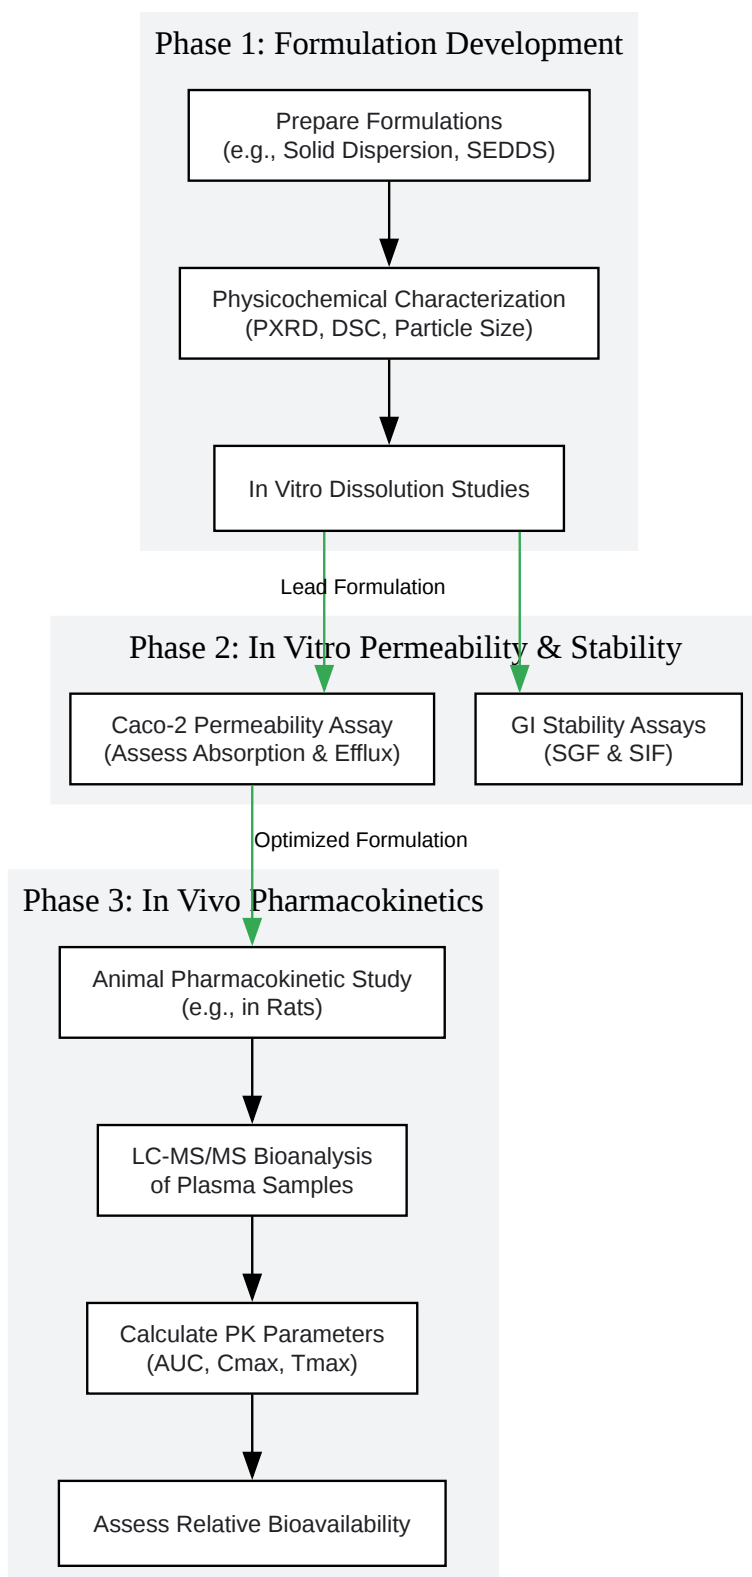 Phase 1: Formulation Development
Prepare Formulations
(e.g., Solid Dispersion, SEDDS)
Physicochemical Characterization
(PXRD, DSC, Particle Size)
In Vitro Dissolution Studies
Lead Formulation
Phase 2: In Vitro Permeability & Stability
Caco-2 Permeability Assay
(Assess Absorption & Efflux)
GI Stability Assays
(SGF & SIF)
Optimized Formulation
Phase 3: In Vivo Pharmacokinetics
Animal Pharmacokinetic Study
(e.g., in Rats)
LC-MS/MS Bioanalysis
of Plasma Samples
Calculate PK Parameters
(AUC, Cmax, Tmax)
Assess Relative Bioavailability